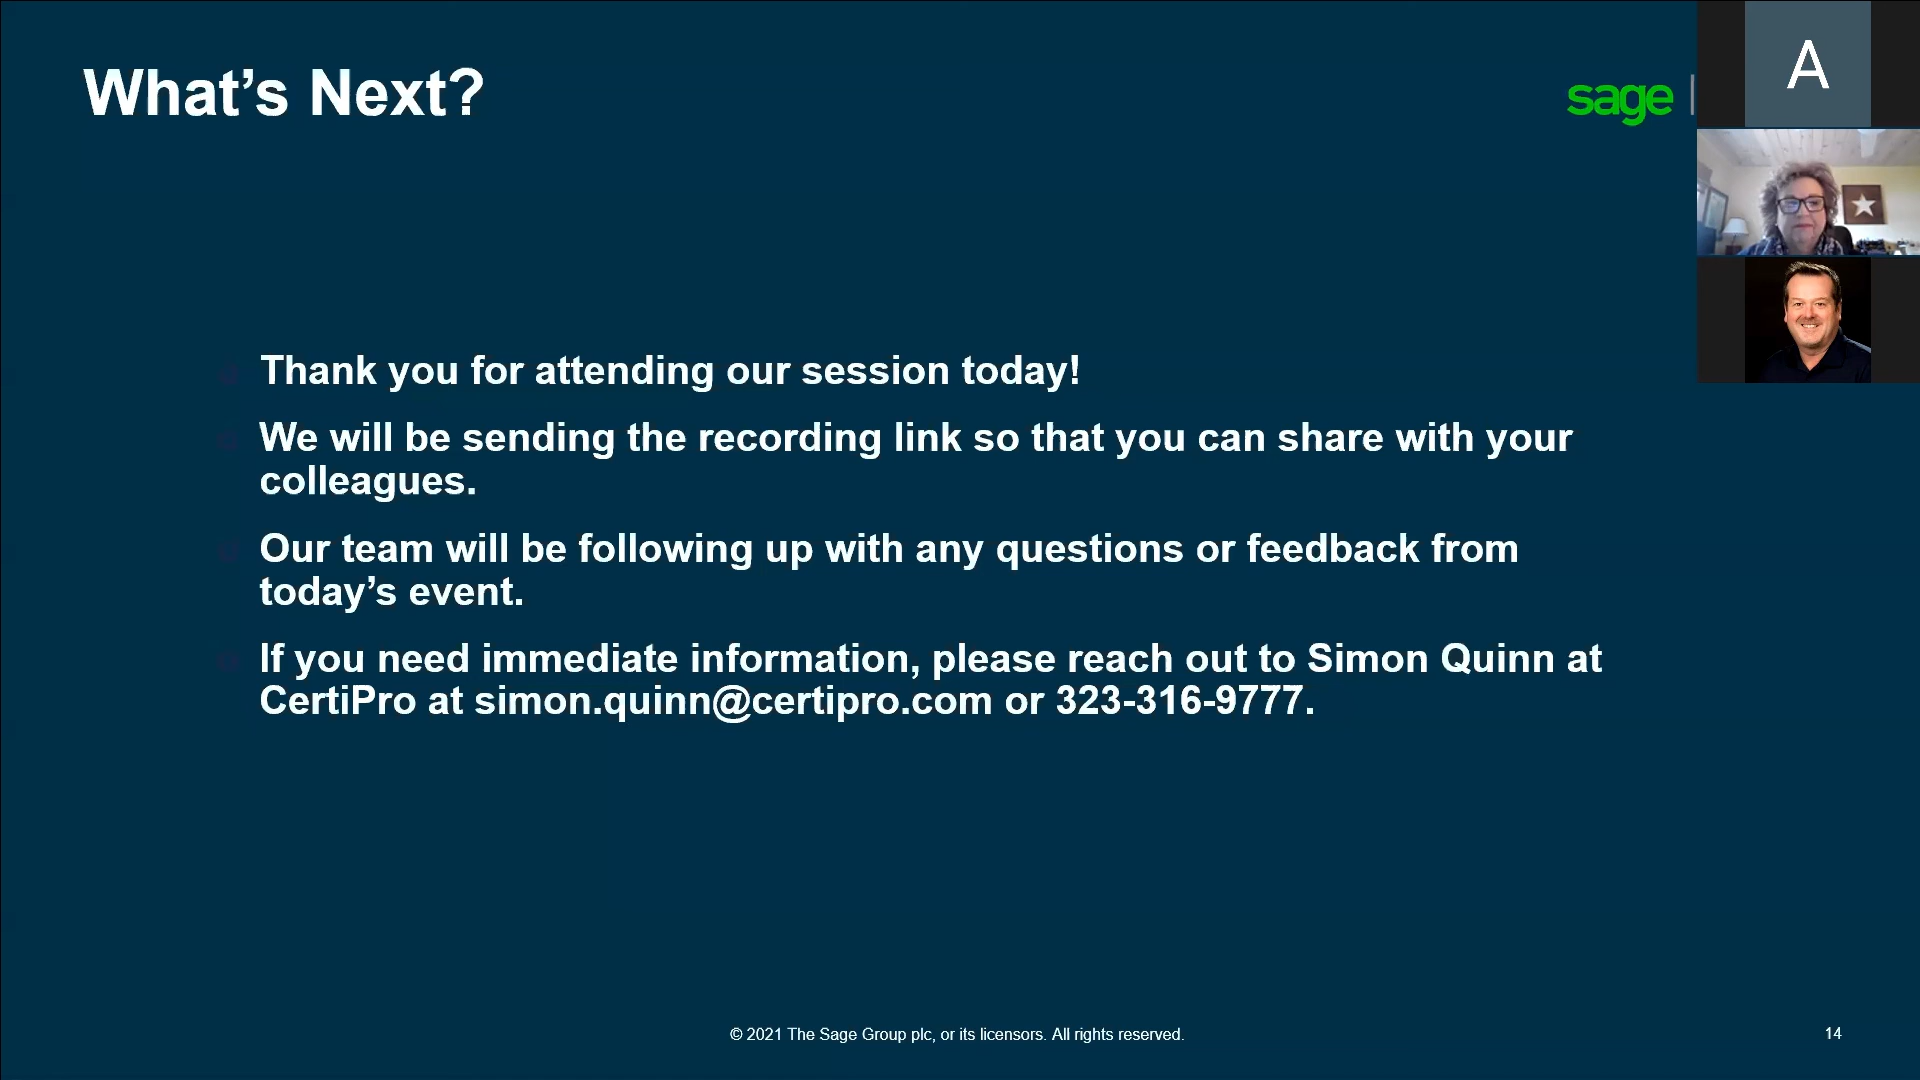 What's Next?
sage
A
Thank you for attending our session today!
We will be sending the recording link so that you can share with your
colleagues.
Our team will be following up with any questions or feedback from
today's event.
If you need immediate information, please reach out to Simon Quinn at
CertiPro at simon.quinn@certipro.com or 323-316-9777.
© 2021 The Sage Group plc, or its licensors. All rights reserved.
14